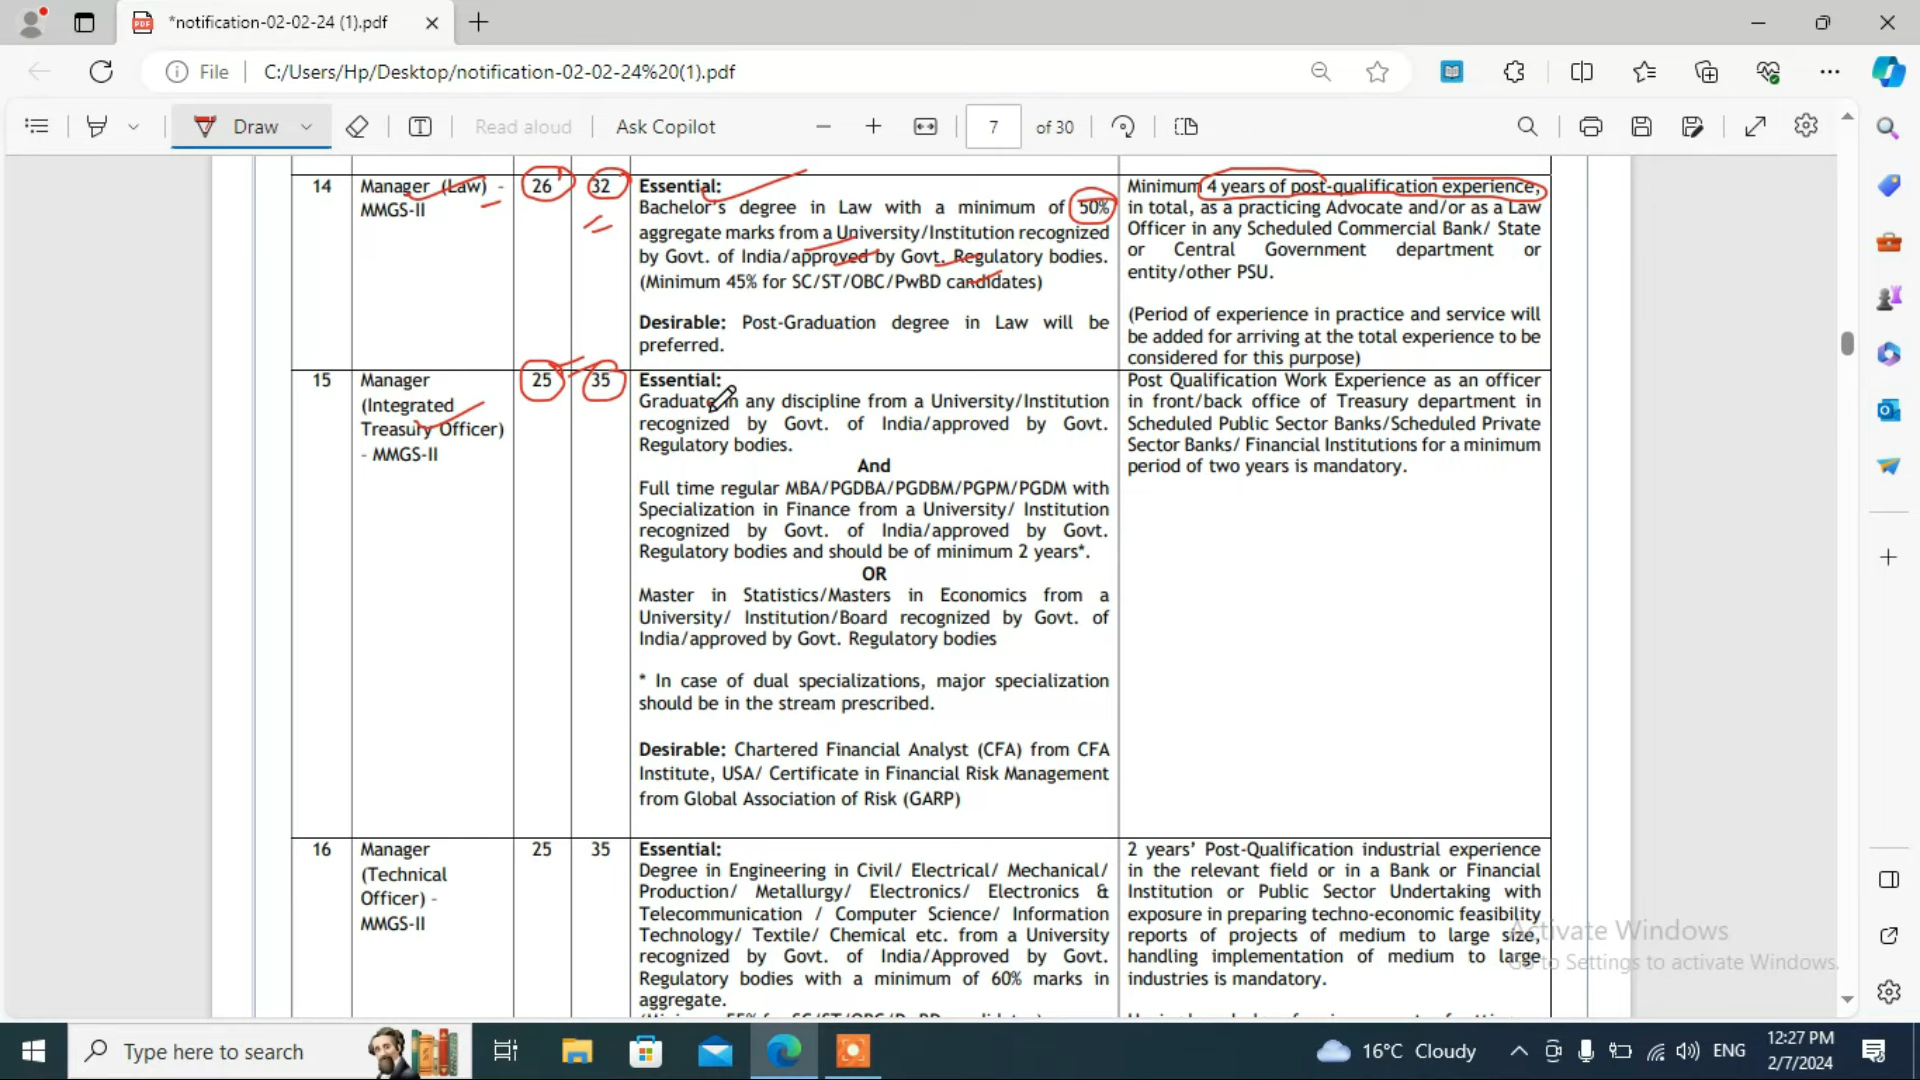 *notification-02-02-24 (1).pdf
File
C:/Users/Hp/Desktop/notification-02-02-24%20(1).pdf
Draw
Read aloud
Ask Copilot
7
of 30
14
Manager (Law) -
MMGS-II
26
32
Essential:
Bachelor's degree in Law with a minimum of 50%
aggregate marks from a University/Institution recognized
by Govt. of India/approved by Govt. Regulatory bodies.
(Minimum 45% for SC/ST/OBC/PwBD candidates)
Desirable: Post-Graduation degree in Law will be
preferred.
Minimum 4 years of post-qualification experience,
in total, as a practicing Advocate and/or as a Law
Officer in any Scheduled Commercial Bank/ State
or Central Government department or
entity/other PSU.
(Period of experience in practice and service will
be added for arriving at the total experience to be
considered for this purpose)
15
Manager
(Integrated
Treasury Officer)
- MMGS-II
25
35
Essential:
Graduate in any discipline from a University/Institution
recognized by Govt. of India/approved by Govt.
Regulatory bodies.
And
Full time regular MBA/PGDBA/PGDBM/PGPM/PGDM with
Specialization in Finance from a University/ Institution
recognized by Govt. of India/approved by Govt.
Regulatory bodies and should be of minimum 2 years*.
OR
Master in Statistics/Masters in Economics from a
University/ Institution/Board recognized by Govt. of
India/approved by Govt. Regulatory bodies
* In case of dual specializations, major specialization
should be in the stream prescribed.
Desirable: Chartered Financial Analyst (CFA) from CFA
Institute, USA/ Certificate in Financial Risk Management
from Global Association of Risk (GARP)
Post Qualification Work Experience as an officer
in front/back office of Treasury department in
Scheduled Public Sector Banks/Scheduled Private
Sector Banks/ Financial Institutions for a minimum
period of two years is mandatory.
16
Manager
(Technical
Officer) -
MMGS-II
25
35
Essential:
Degree in Engineering in Civil/ Electrical/ Mechanical/
Production/ Metallurgy/ Electronics/ Electronics &
Telecommunication / Computer Science/ Information
Technology/ Textile/ Chemical etc. from a University
recognized by Govt. of India/Approved by Govt.
Regulatory bodies with a minimum of 60% marks in
aggregate.
2 years' Post-Qualification industrial experience
in the relevant field or in a Bank or Financial
Institution or Public Sector Undertaking with
exposure in preparing techno-economic feasibility
reports of projects of medium to large size,
handling implementation of medium to large
industries is mandatory.
Activate Windows
Go to Settings to activate Windows.
Type here to search
16°C Cloudy
ENG
12:27 PM
2/7/2024